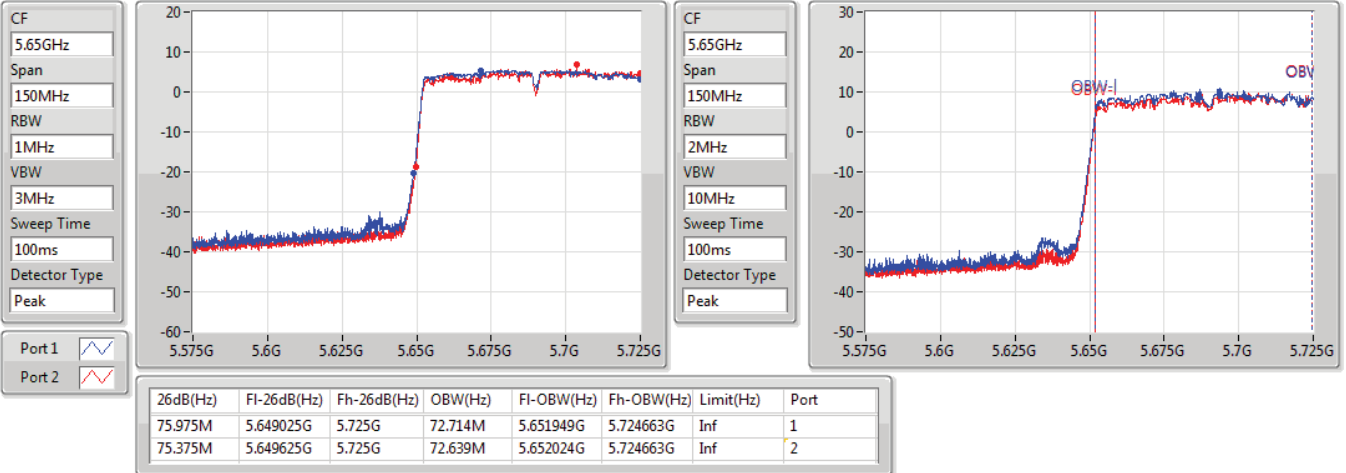 CF
5.65GHz
Span
150MHz
RBW
1MHz
VBW
3MHz
Sweep Time
100ms
Detector Type
Peak
Port 1
Port 2
20
10
0
-10
-20
-30
-40
-50
-60
5.575G 5.6G 5.625G 5.65G 5.675G 5.7G 5.725G
CF
5.65GHz
Span
150MHz
RBW
2MHz
VBW
10MHz
Sweep Time
100ms
Detector Type
Peak
30
20
10
0
-10
-20
-30
-40
-50
OBW-l
OBW
5.575G 5.6G 5.625G 5.65G 5.675G 5.7G 5.725G
26dB(Hz) Fl-26dB(Hz) Fh-26dB(Hz) OBW(Hz) Fl-OBW(Hz) Fh-OBW(Hz) Limit(Hz) Port
75.975M 5.649025G 5.725G 72.714M 5.651949G 5.724663G Inf 1
75.375M 5.649625G 5.725G 72.639M 5.652024G 5.724663G Inf 2